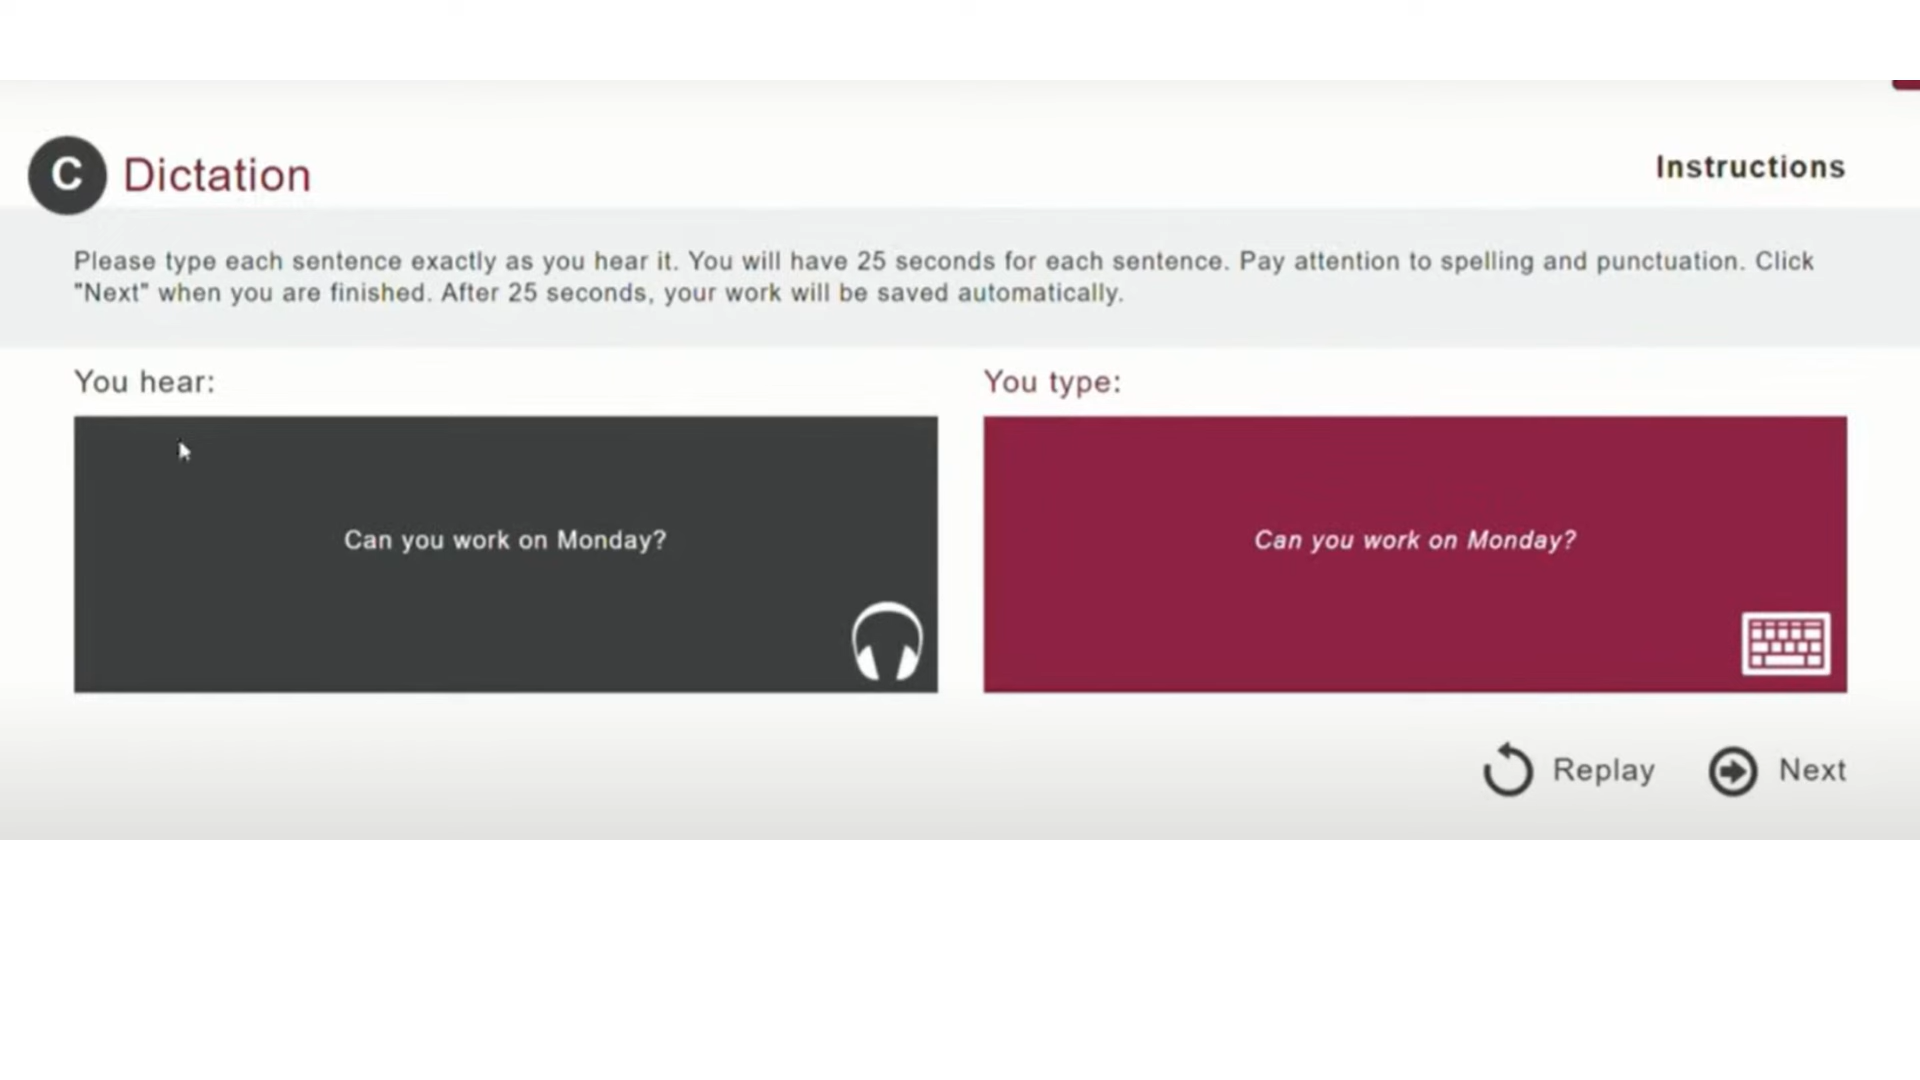 C Dictation
Instructions
Please type each sentence exactly as you hear it. You will have 25 seconds for each sentence. Pay attention to spelling and punctuation. Click
"Next" when you are finished. After 25 seconds, your work will be saved automatically.
You hear:
Can you work on Monday?
You type:
Can you work on Monday?
Replay
Next